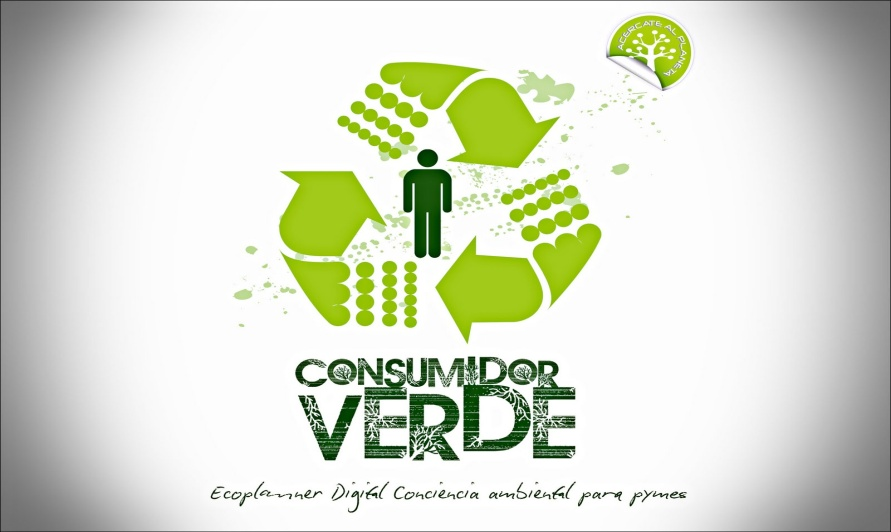 ACERCATE AL PLANETA
CONSUMIDOR
VERDE
Ecoplanner Digital Conciencia ambiental para pymes